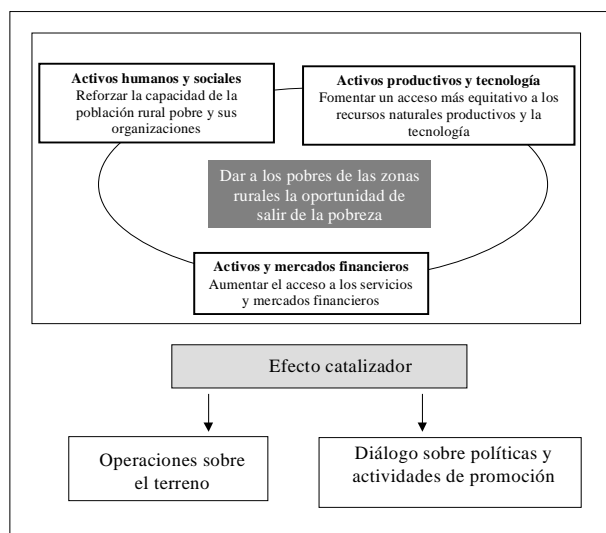 Activos humanos y sociales
Reforzar la capacidad de la
población rural pobre y sus
organizaciones
Activos productivos y tecnología
Fomentar un acceso más equitativo a los
recursos naturales productivos y la
tecnología
Dar a los pobres de las zonas
rurales la oportunidad de
salir de la pobreza
Activos y mercados financieros
Aumentar el acceso a los servicios
y mercados financieros
Efecto catalizador
Operaciones sobre
el terreno
Diálogo sobre políticas y
actividades de promoción